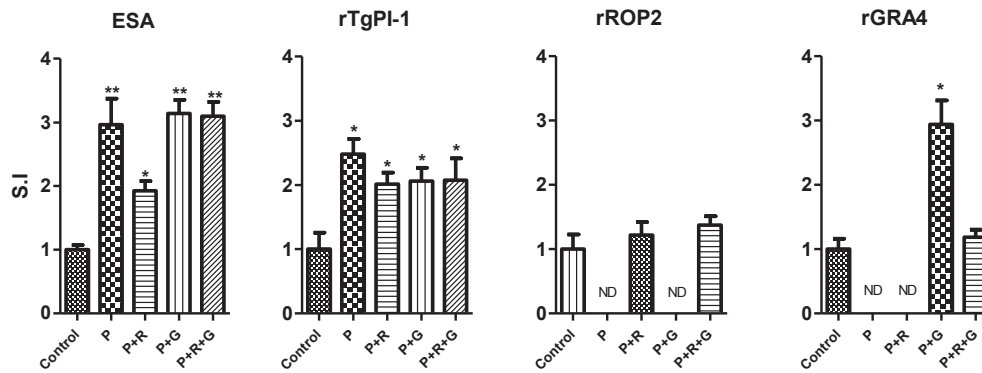 ESA
rTgPI-1
rROP2
rGRA4
S.I
4
3
2
1
0
**
*
**
**
Control
P
P+R
P+G
P+R+G
4
3
2
1
0
*
*
*
*
Control
P
P+R
P+G
P+R+G
4
3
2
1
0
ND
ND
Control
P
P+R
P+G
P+R+G
4
3
2
1
0
ND
ND
*
Control
P
P+R
P+G
P+R+G